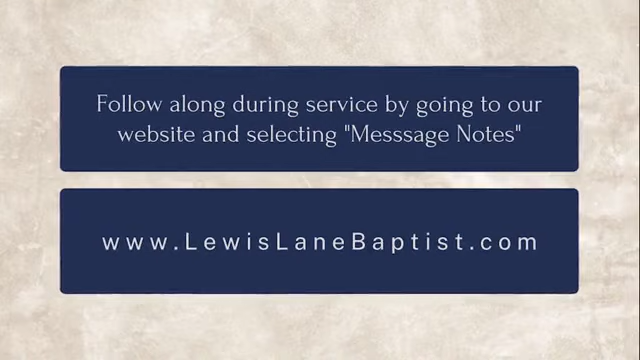 Follow along during service by going to our
website and selecting "Messsage Notes"
www.LewisLaneBaptist.com